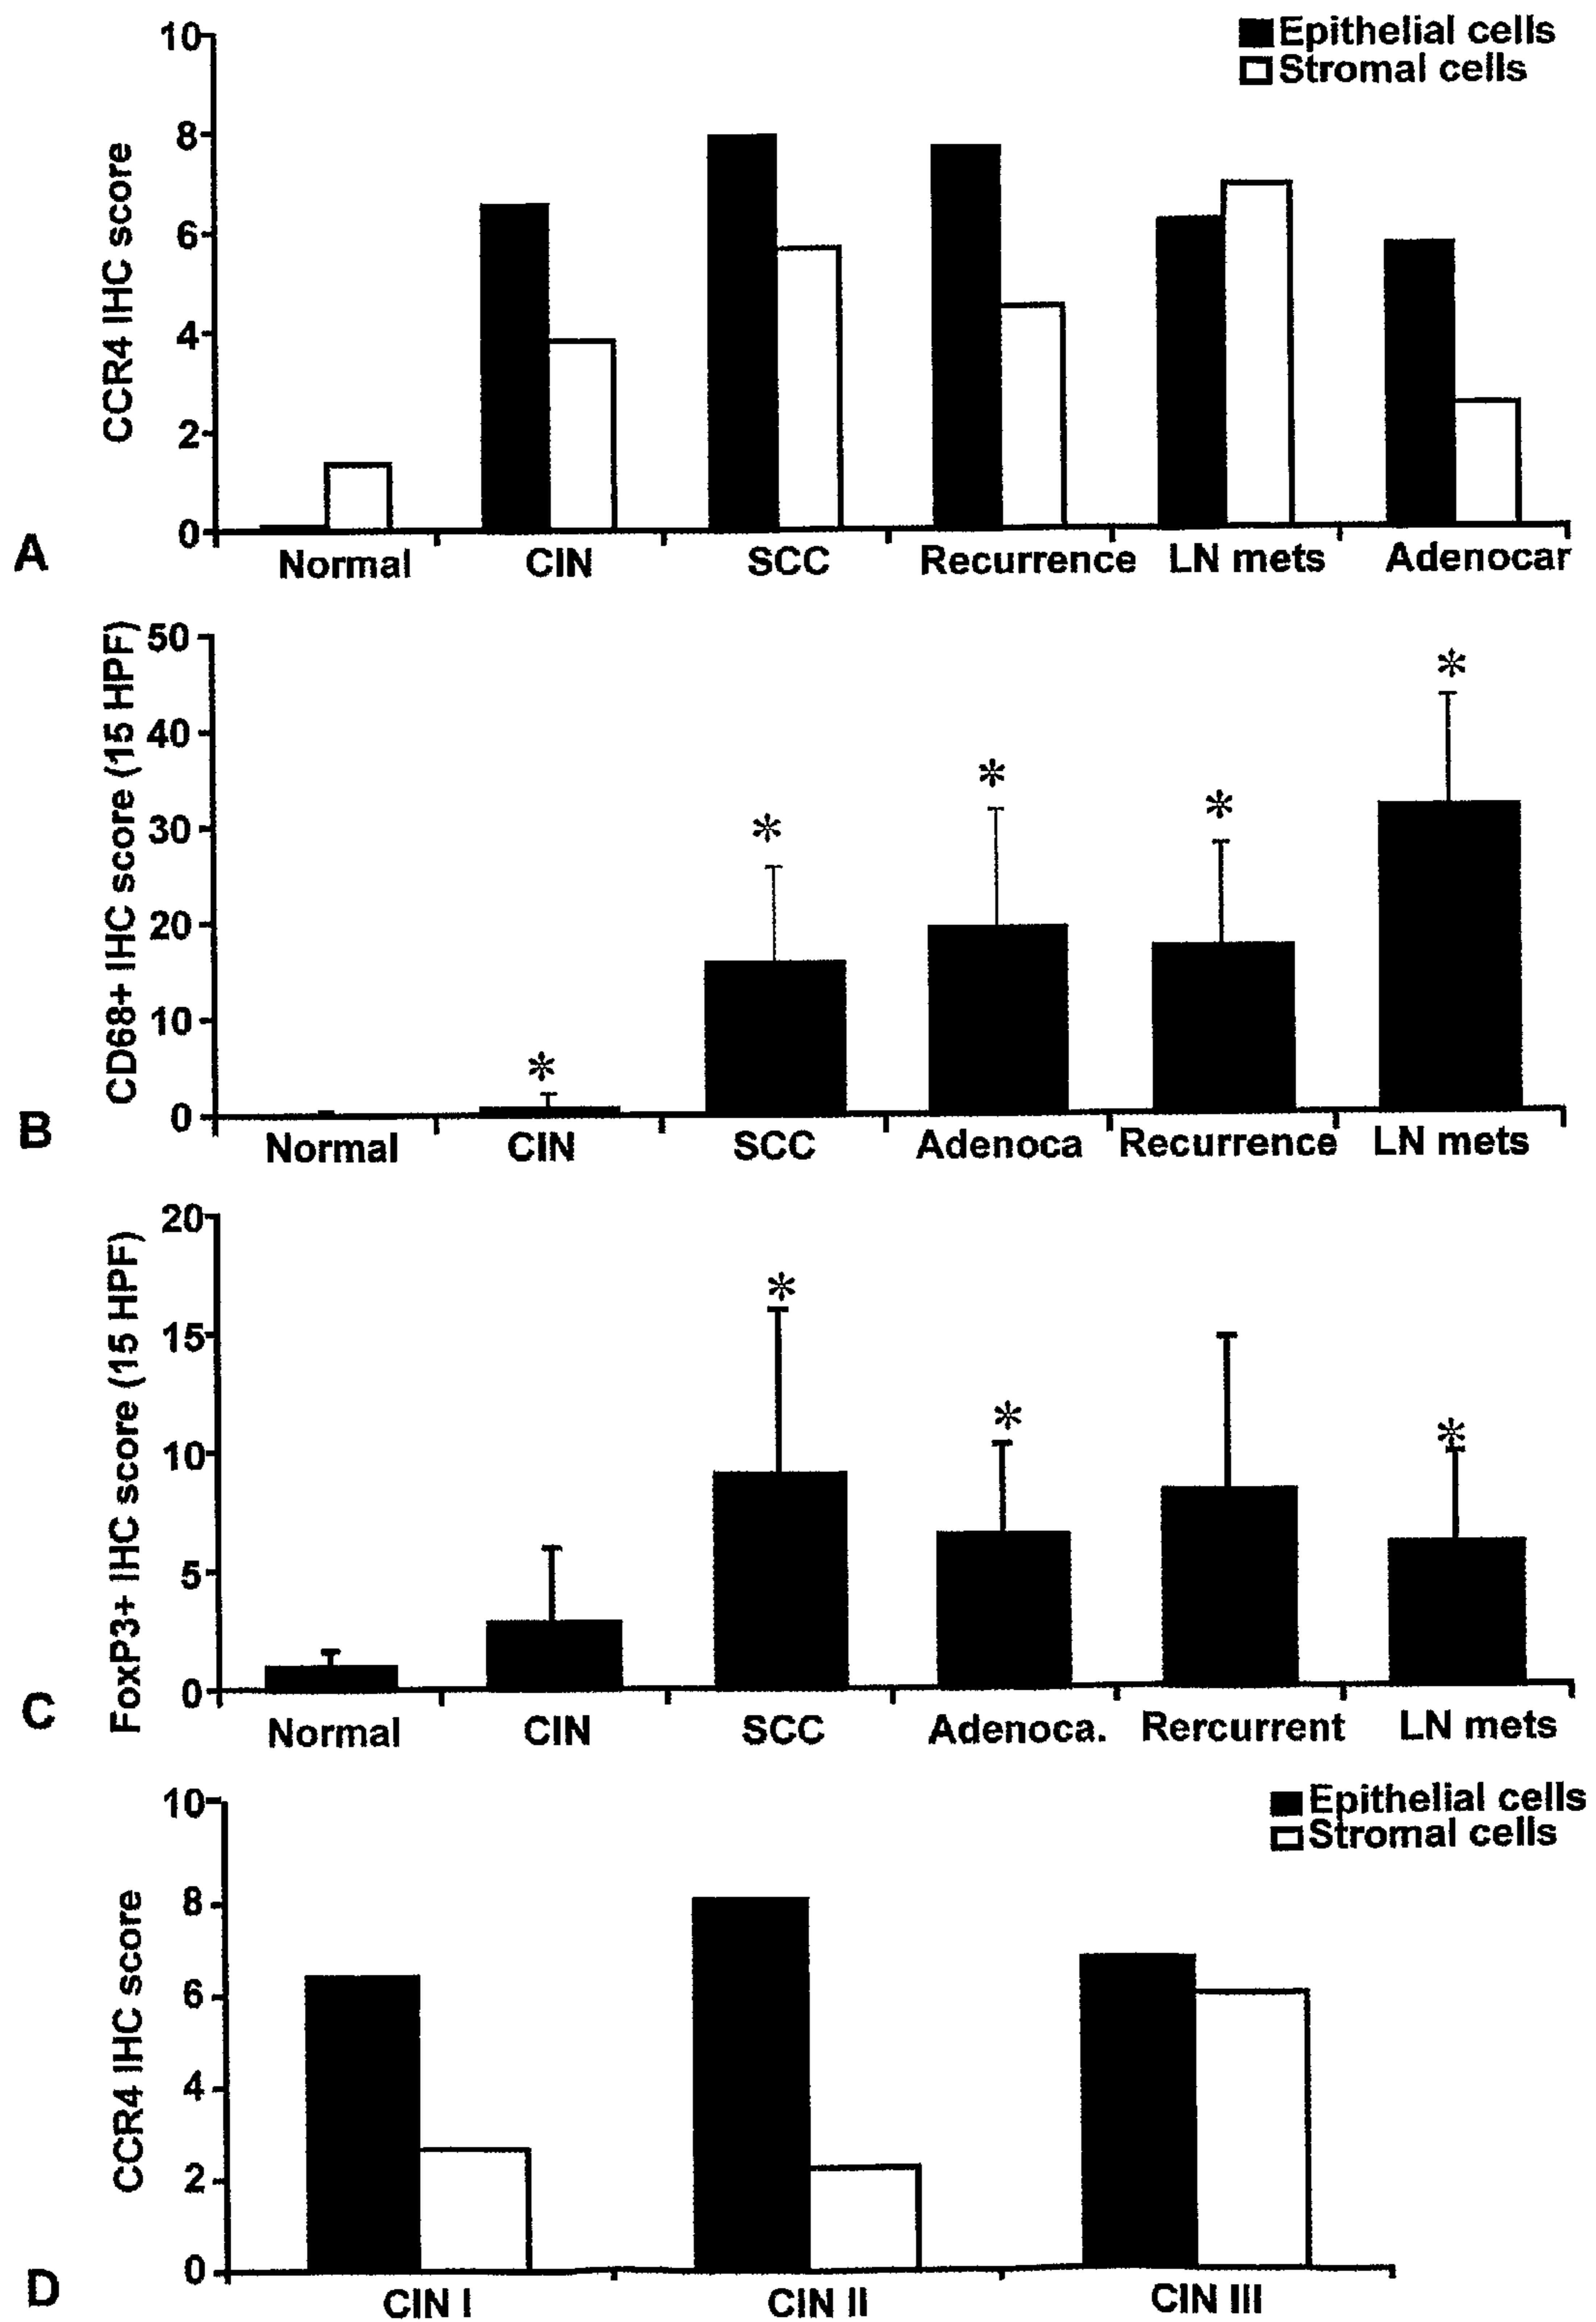 Epithelial cells
Stromal cells
10
8
6
4
2
0
CCR4 IHC score
A
Normal CIN SCC Recurrence LN mets Adenocar
50
40
30
20
10
0
CD68+ IHC score (15 HPF)
* * * * *
B
Normal CIN SCC Adenoca Recurrence LN mets
20
15
10
5
0
FoxP3+ IHC score (15 HPF)
* * *
C
Normal CIN SCC Adenoca. Rercurrent LN mets
Epithelial cells
Stromal cells
10
8
6
4
2
0
CCR4 IHC score
D
CIN I CIN II CIN III